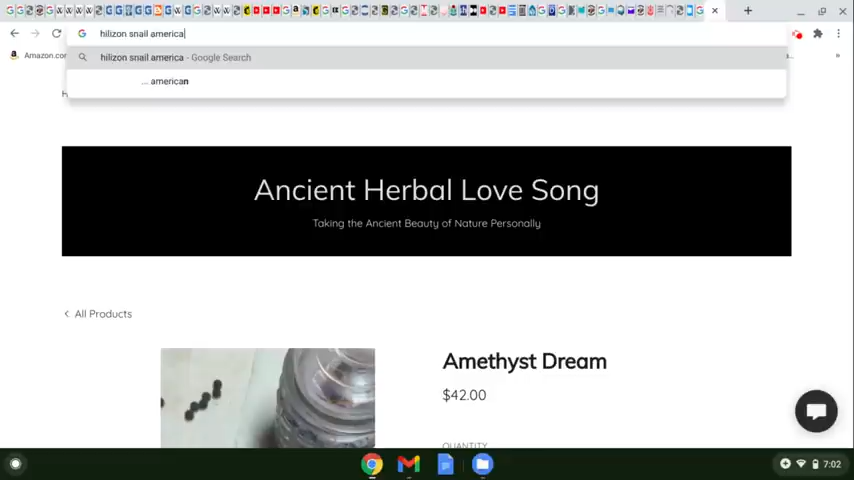 hilizon snail america
hilizon snail america - Google Search
... american
Amazon.co
Ancient Herbal Love Song
Taking the Ancient Beauty of Nature Personally
< All Products
Amethyst Dream
$42.00
QUANTITY
7:02